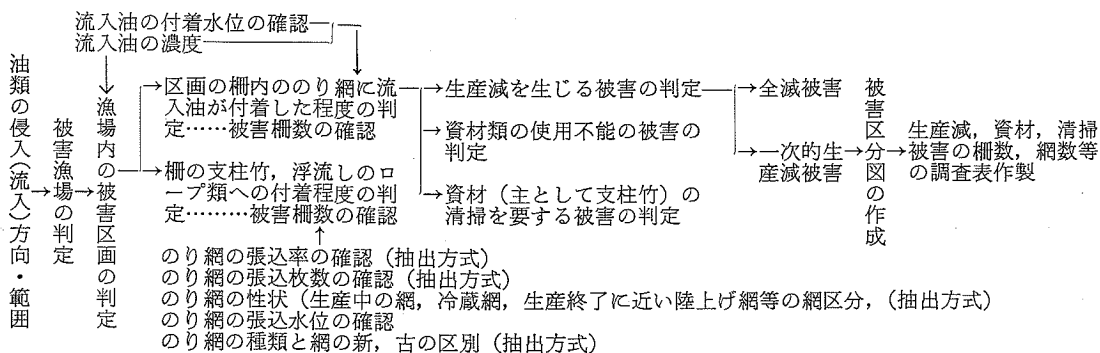 流入油の付着水位の確認
流入油の濃度
油類の侵入(流入)方向・範囲
被害漁場の判定
漁場内の被害区画の判定
区画の柵内ののり網に流
入油が付着した程度の判
定……被害柵数の確認
柵の支柱竹,浮流しのロ
ープ類への付着程度の判
定………被害柵数の確認
のり網の張込率の確認(抽出方式)
のり網の張込枚数の確認(抽出方式)
のり網の性状(生産中の網,冷蔵網,生産終了に近い陸上げ網等の網区分,(抽出方式)
のり網の張込水位の確認
のり網の種類と網の新,古の区別(抽出方式)
生産減を生じる被害の判定
資材類の使用不能の被害の
判定
資材(主として支柱竹)の
清掃を要する被害の判定
全滅被害
一次的生
産減被害
被害区分図の作成
生産減,資材,清掃
被害の柵数,網数等
の調査表作製